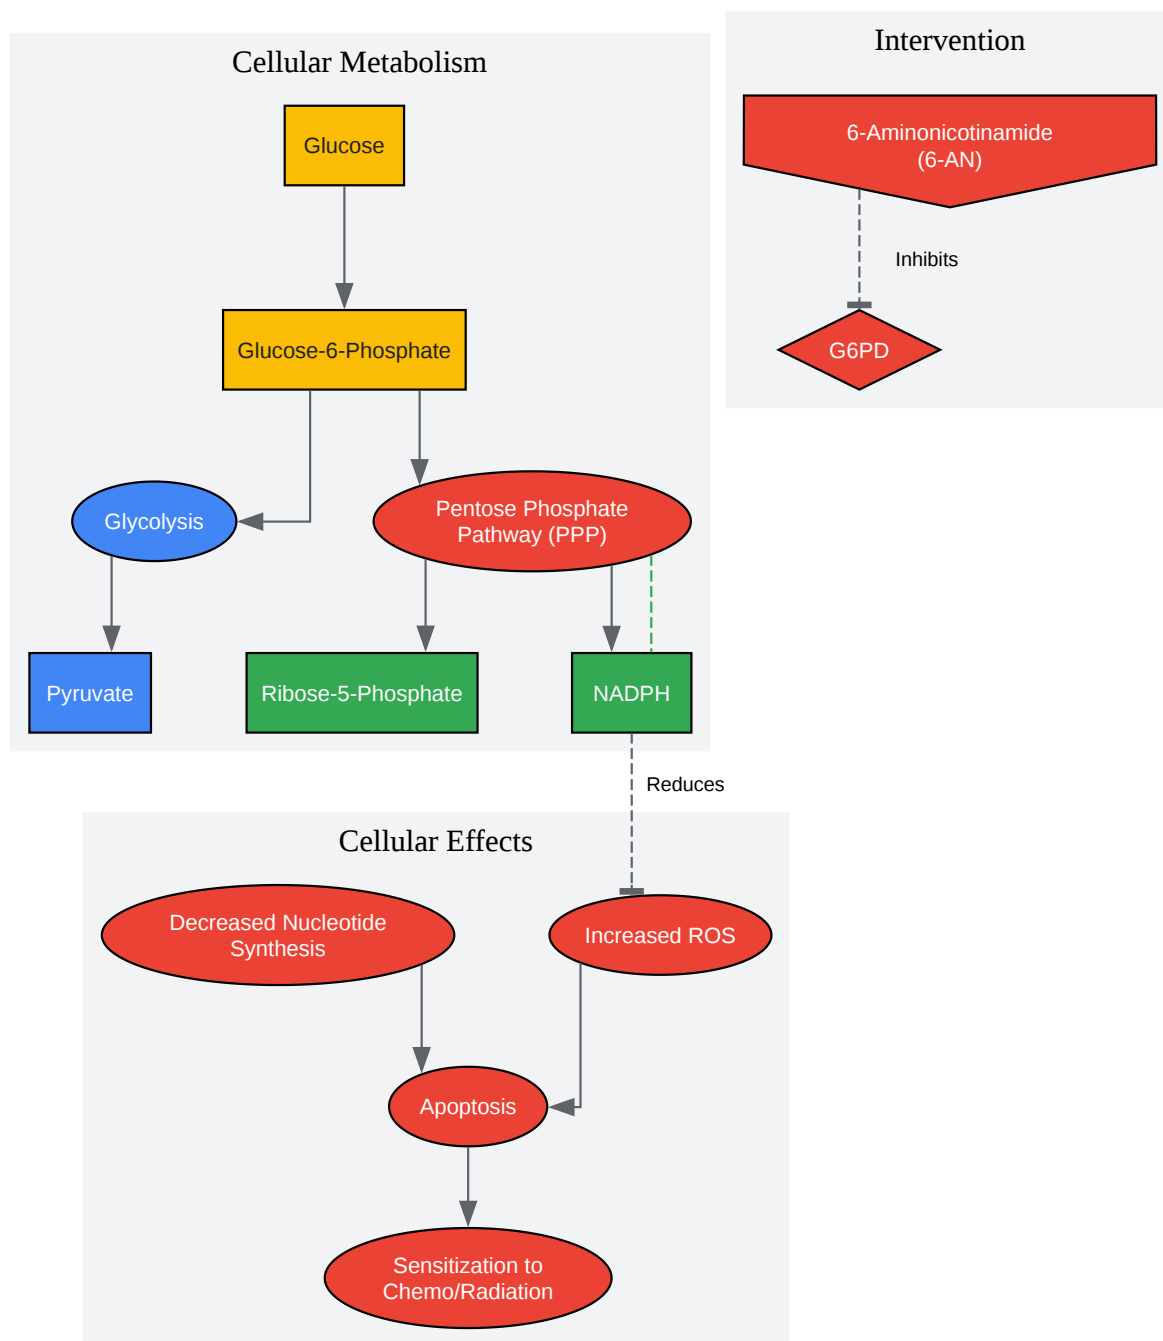 Cellular Metabolism
Glucose
Glucose-6-Phosphate
Glycolysis
Pentose Phosphate
Pathway (PPP)
Pyruvate
Ribose-5-Phosphate
NADPH
Intervention
6-Aminonicotinamide
(6-AN)
Inhibits
G6PD
Reduces
Cellular Effects
Decreased Nucleotide
Synthesis
Increased ROS
Apoptosis
Sensitization to
Chemo/Radiation